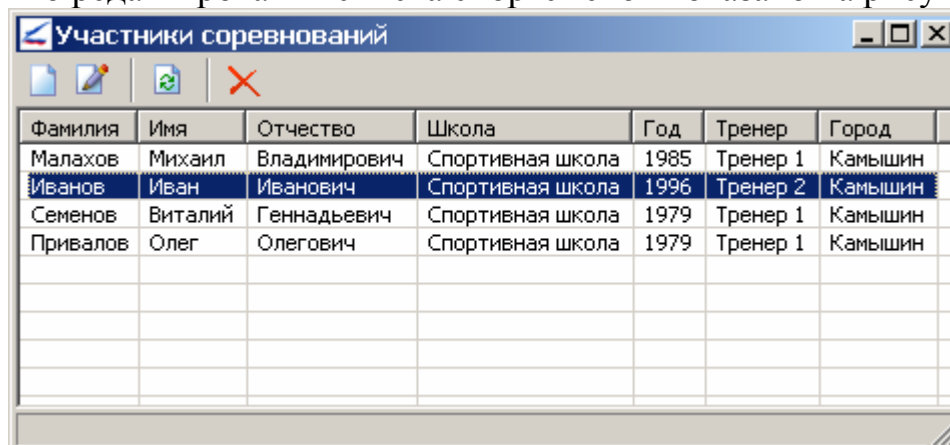 Участники соревнований
Фамилия Имя Отчество Школа Год Тренер Город
Малахов Михаил Владимирович Спортивная школа 1985 Тренер 1 Камышин
Иванов Иван Иванович Спортивная школа 1996 Тренер 2 Камышин
Семенов Виталий Геннадьевич Спортивная школа 1979 Тренер 1 Камышин
Привалов Олег Олегович Спортивная школа 1979 Тренер 1 Камышин